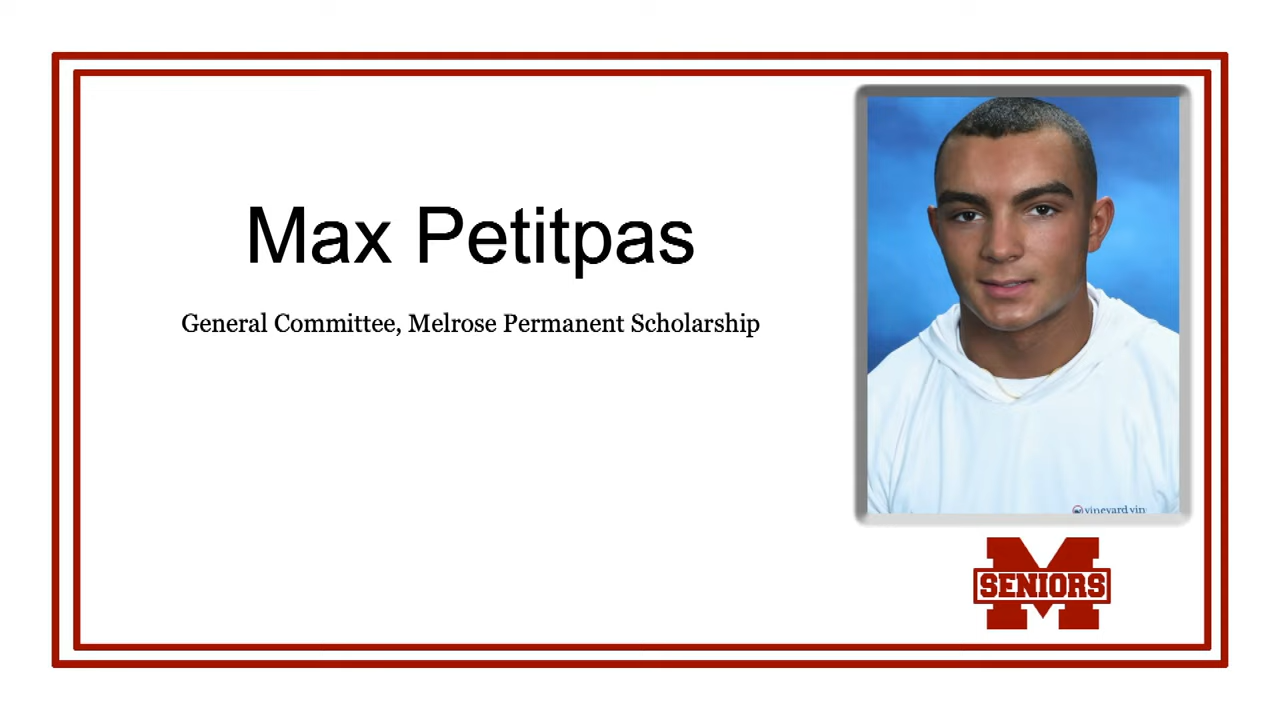 Max Petitpas
General Committee, Melrose Permanent Scholarship
vineyard vin
M
SENIORS